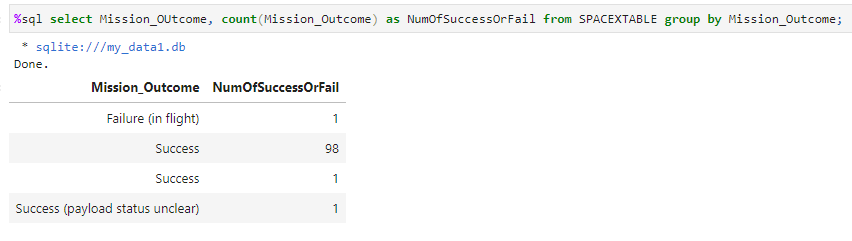 %sql select Mission_OUtcome, count(Mission_Outcome) as NumOfSuccessOrFail from SPACEXTABLE group by Mission_Outcome;
* sqlite:///my_data1.db
Done.
Mission_Outcome NumOfSuccessOrFail
Failure (in flight) 1
Success 98
Success 1
Success (payload status unclear) 1